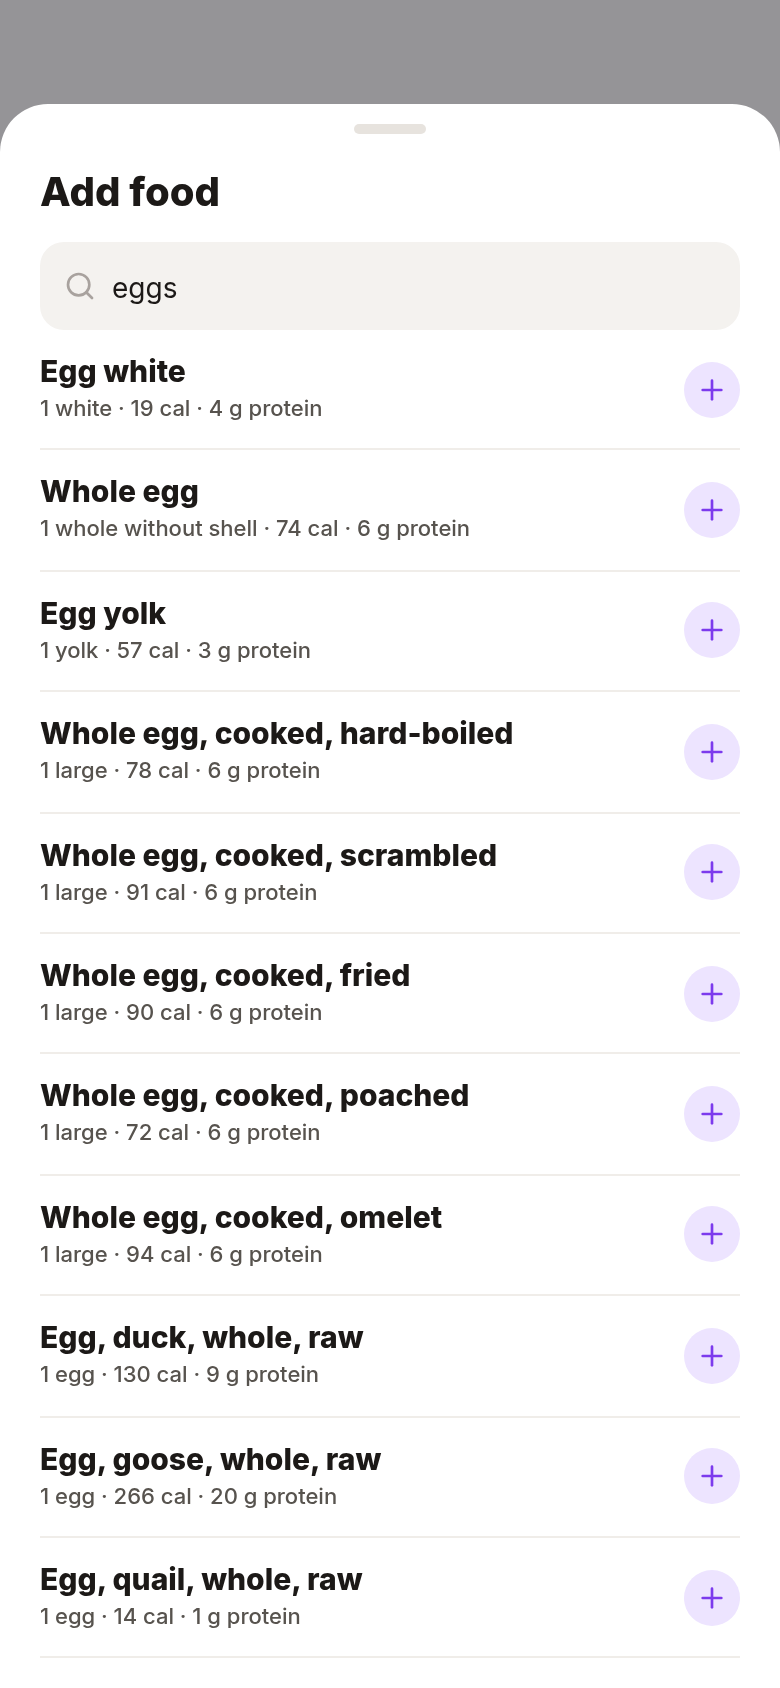 Add food
eggs
Egg white
1 white · 19 cal · 4 g protein
Whole egg
1 whole without shell · 74 cal · 6 g protein
Egg yolk
1 yolk · 57 cal · 3 g protein
Whole egg, cooked, hard-boiled
1 large · 78 cal · 6 g protein
Whole egg, cooked, scrambled
1 large · 91 cal · 6 g protein
Whole egg, cooked, fried
1 large · 90 cal · 6 g protein
Whole egg, cooked, poached
1 large · 72 cal · 6 g protein
Whole egg, cooked, omelet
1 large · 94 cal · 6 g protein
Egg, duck, whole, raw
1 egg · 130 cal · 9 g protein
Egg, goose, whole, raw
1 egg · 266 cal · 20 g protein
Egg, quail, whole, raw
1 egg · 14 cal · 1 g protein